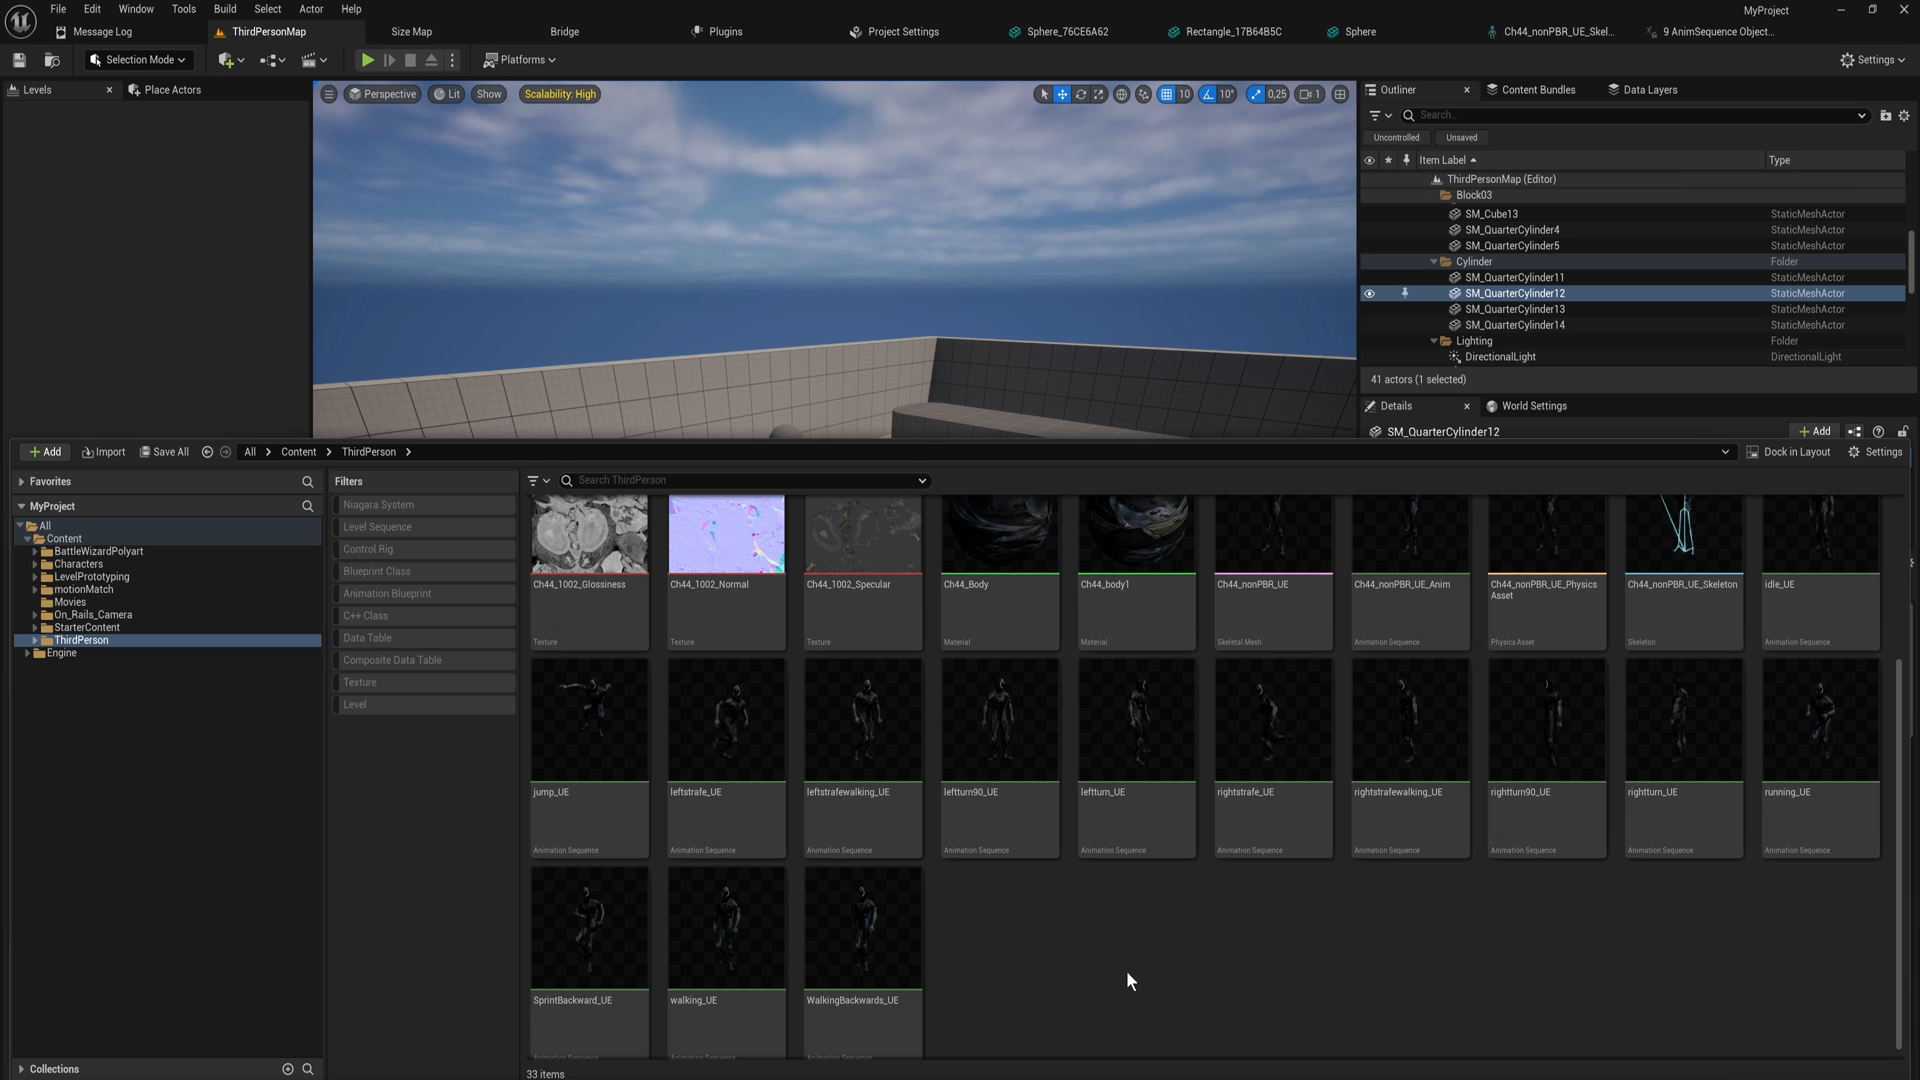 File Edit Window Tools Build Select Actor Help
MyProject
Message Log ThirdPersonMap Size Map Bridge Plugins Project Settings Sphere_76CE6A62 Rectangle_17B64B5C Sphere Ch44_nonPBR_UE_Skel... 9 AnimSequence Object...
Selection Mode Platforms Settings
Levels Place Actors
Perspective Lit Show Scalability: High 10 10° 0,25 1
Outliner Content Bundles Data Layers
Search...
Uncontrolled Unsaved
Item Label Type
ThirdPersonMap (Editor)
Block03
SM_Cube13 StaticMeshActor
SM_QuarterCylinder4 StaticMeshActor
SM_QuarterCylinder5 StaticMeshActor
Cylinder Folder
SM_QuarterCylinder11 StaticMeshActor
SM_QuarterCylinder12 StaticMeshActor
SM_QuarterCylinder13 StaticMeshActor
SM_QuarterCylinder14 StaticMeshActor
Lighting Folder
DirectionalLight DirectionalLight
41 actors (1 selected)
Details World Settings
SM_QuarterCylinder12 Add
Add Import Save All All Content ThirdPerson Dock in Layout Settings
Favorites
MyProject
All
Content
BattleWizardPolyart
Characters
LevelPrototyping
motionMatch
Movies
On_Rails_Camera
StarterContent
ThirdPerson
Engine
Collections
Filters
Niagara System
Level Sequence
Control Rig
Blueprint Class
Animation Blueprint
C++ Class
Data Table
Composite Data Table
Texture
Level
Search ThirdPerson
Ch44_1002_Glossiness Ch44_1002_Normal Ch44_1002_Specular Ch44_Body Ch44_body1 Ch44_nonPBR_UE Ch44_nonPBR_UE_Anim Ch44_nonPBR_UE_Physics Ch44_nonPBR_UE_Skeleton idle_UE
Asset
Texture Texture Texture Material Material Skeletal Mesh Animation Sequence Physics Asset Skeleton Animation Sequence
jump_UE leftstrafe_UE leftstrafewalking_UE leftturn90_UE leftturn_UE rightstrafe_UE rightstrafewalking_UE rightturn90_UE rightturn_UE running_UE
Animation Sequence Animation Sequence Animation Sequence Animation Sequence Animation Sequence Animation Sequence Animation Sequence Animation Sequence Animation Sequence Animation Sequence
SprintBackward_UE walking_UE WalkingBackwards_UE
Animation Sequence Animation Sequence Animation Sequence
33 items